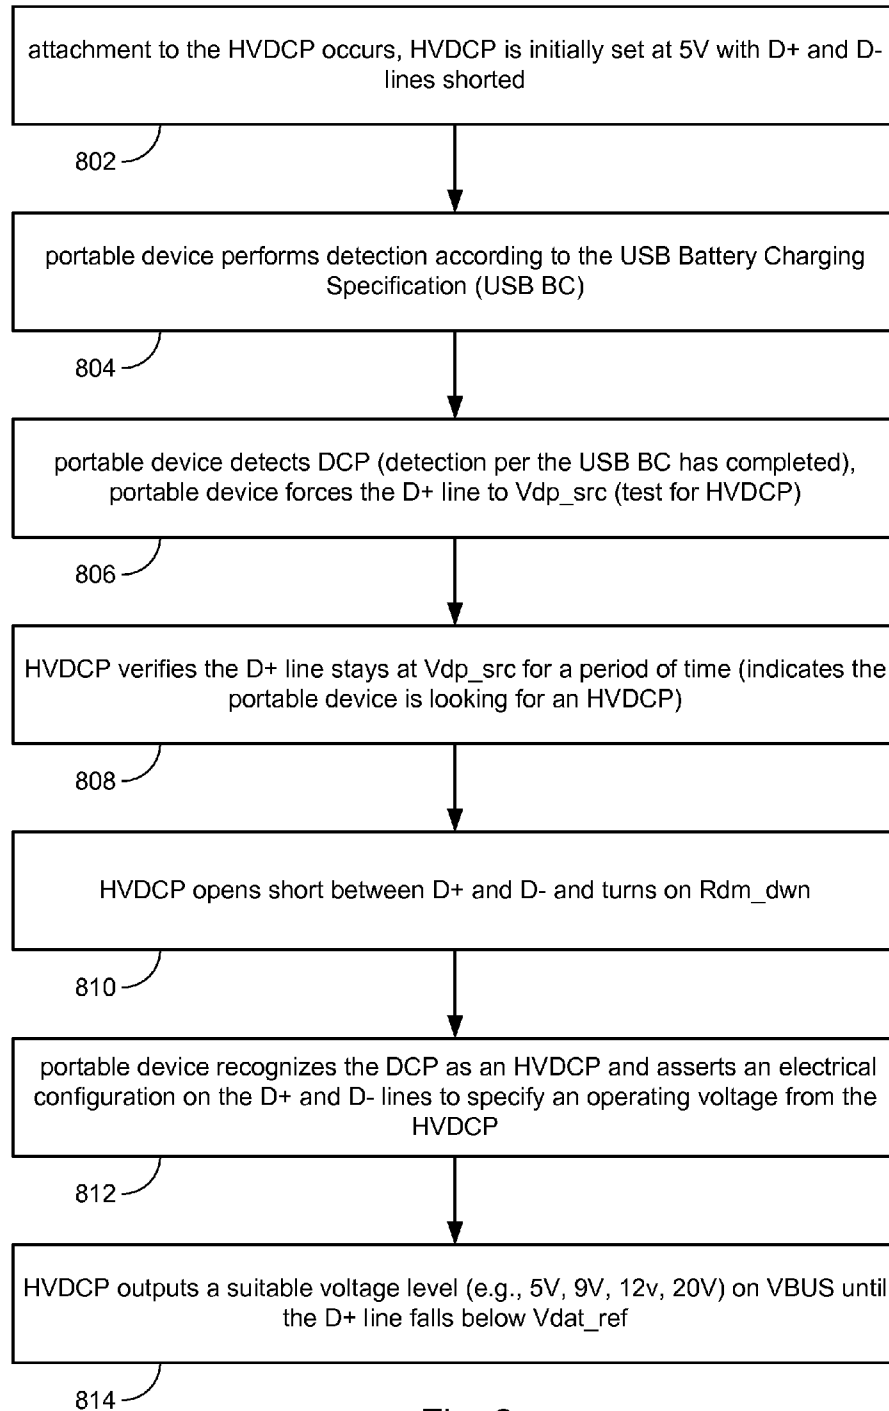 attachment to the HVDCP occurs, HVDCP is initially set at 5V with D+ and D-
lines shorted
802
portable device performs detection according to the USB Battery Charging
Specification (USB BC)
804
portable device detects DCP (detection per the USB BC has completed),
portable device forces the D+ line to Vdp_src (test for HVDCP)
806
HVDCP verifies the D+ line stays at Vdp_src for a period of time (indicates the
portable device is looking for an HVDCP)
808
HVDCP opens short between D+ and D- and turns on Rdm_dwn
810
portable device recognizes the DCP as an HVDCP and asserts an electrical
configuration on the D+ and D- lines to specify an operating voltage from the
HVDCP
812
HVDCP outputs a suitable voltage level (e.g., 5V, 9V, 12v, 20V) on VBUS until
the D+ line falls below Vdat_ref
814